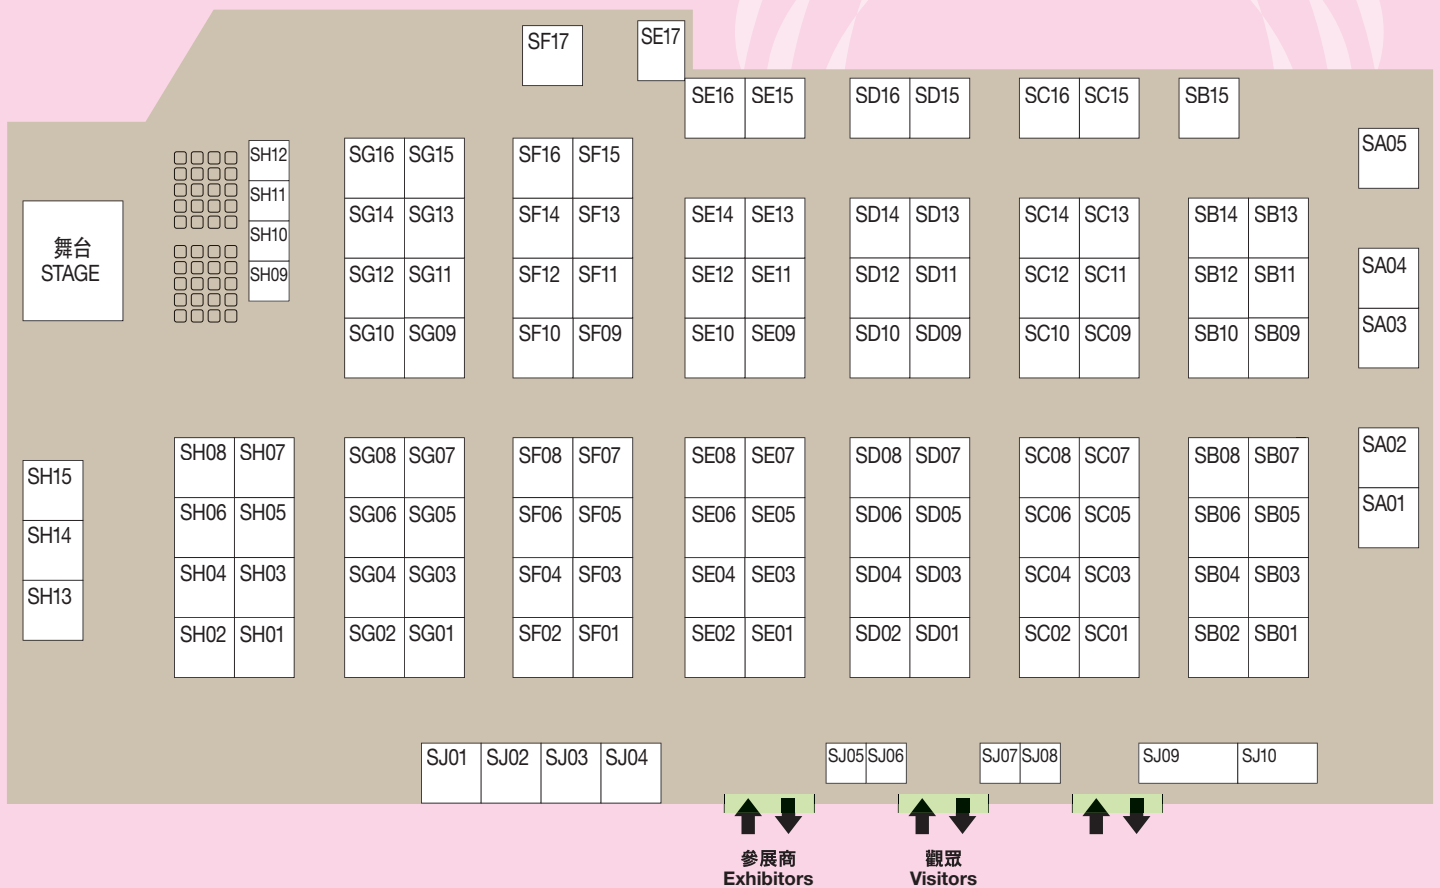 SF17 SE17
SE16 SE15 SD16 SD15 SC16 SC15 SB15
SA05
SH12 SG16 SG15 SF16 SF15
SH11
SG14 SG13 SF14 SF13 SE14 SE13 SD14 SD13 SC14 SC13 SB14 SB13
SH10
舞台
STAGE
SH09 SG12 SG11 SF12 SF11 SE12 SE11 SD12 SD11 SC12 SC11 SB12 SB11 SA04
SG10 SG09 SF10 SF09 SE10 SE09 SD10 SD09 SC10 SC09 SB10 SB09 SA03
SH08 SH07 SG08 SG07 SF08 SF07 SE08 SE07 SD08 SD07 SC08 SC07 SB08 SB07 SA02
SH15
SH06 SH05 SG06 SG05 SF06 SF05 SE06 SE05 SD06 SD05 SC06 SC05 SB06 SB05 SA01
SH14
SH04 SH03 SG04 SG03 SF04 SF03 SE04 SE03 SD04 SD03 SC04 SC03 SB04 SB03
SH13
SH02 SH01 SG02 SG01 SF02 SF01 SE02 SE01 SD02 SD01 SC02 SC01 SB02 SB01
SJ01 SJ02 SJ03 SJ04 SJ05 SJ06 SJ07 SJ08 SJ09 SJ10
參展商
Exhibitors
觀眾
Visitors